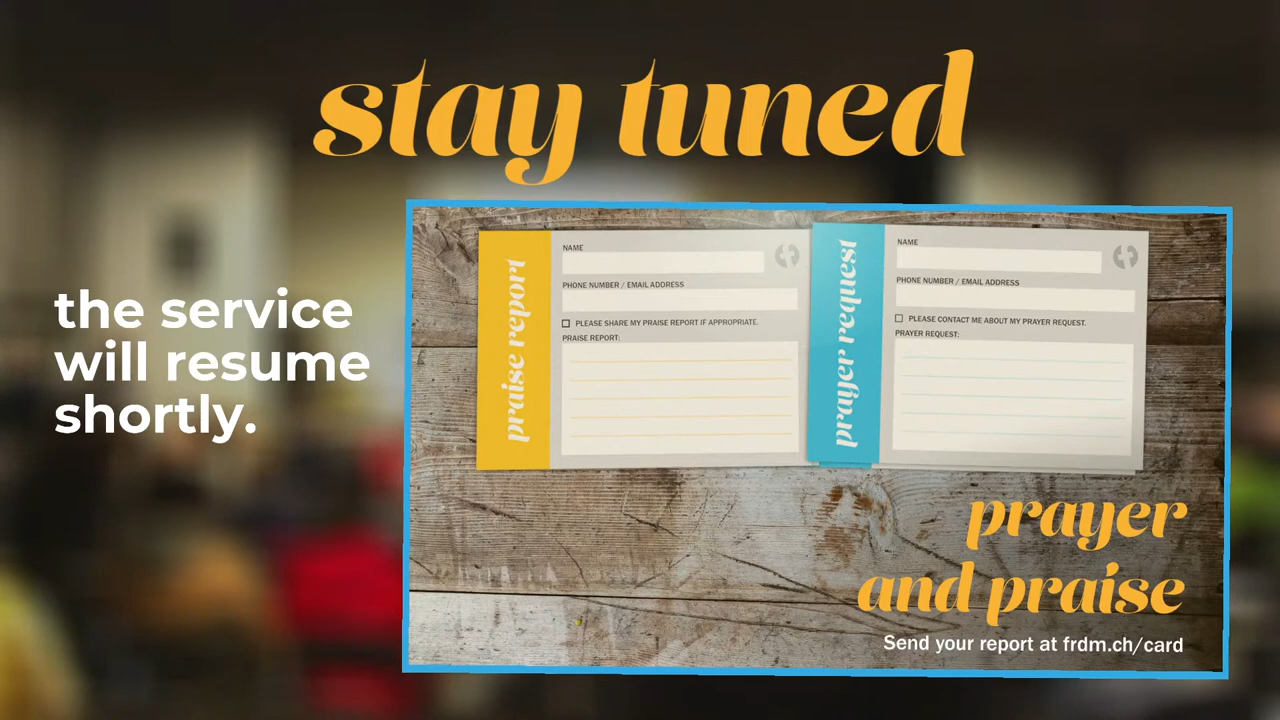 stay tuned
the service
will resume
shortly.
praise report
NAME
PHONE NUMBER / EMAIL ADDRESS
PLEASE SHARE MY PRAISE REPORT IF APPROPRIATE.
PRAISE REPORT:
prayer request
NAME
PHONE NUMBER / EMAIL ADDRESS
PLEASE CONTACT ME ABOUT MY PRAYER REQUEST.
PRAYER REQUEST:
prayer
and praise
Send your report at frdm.ch/card